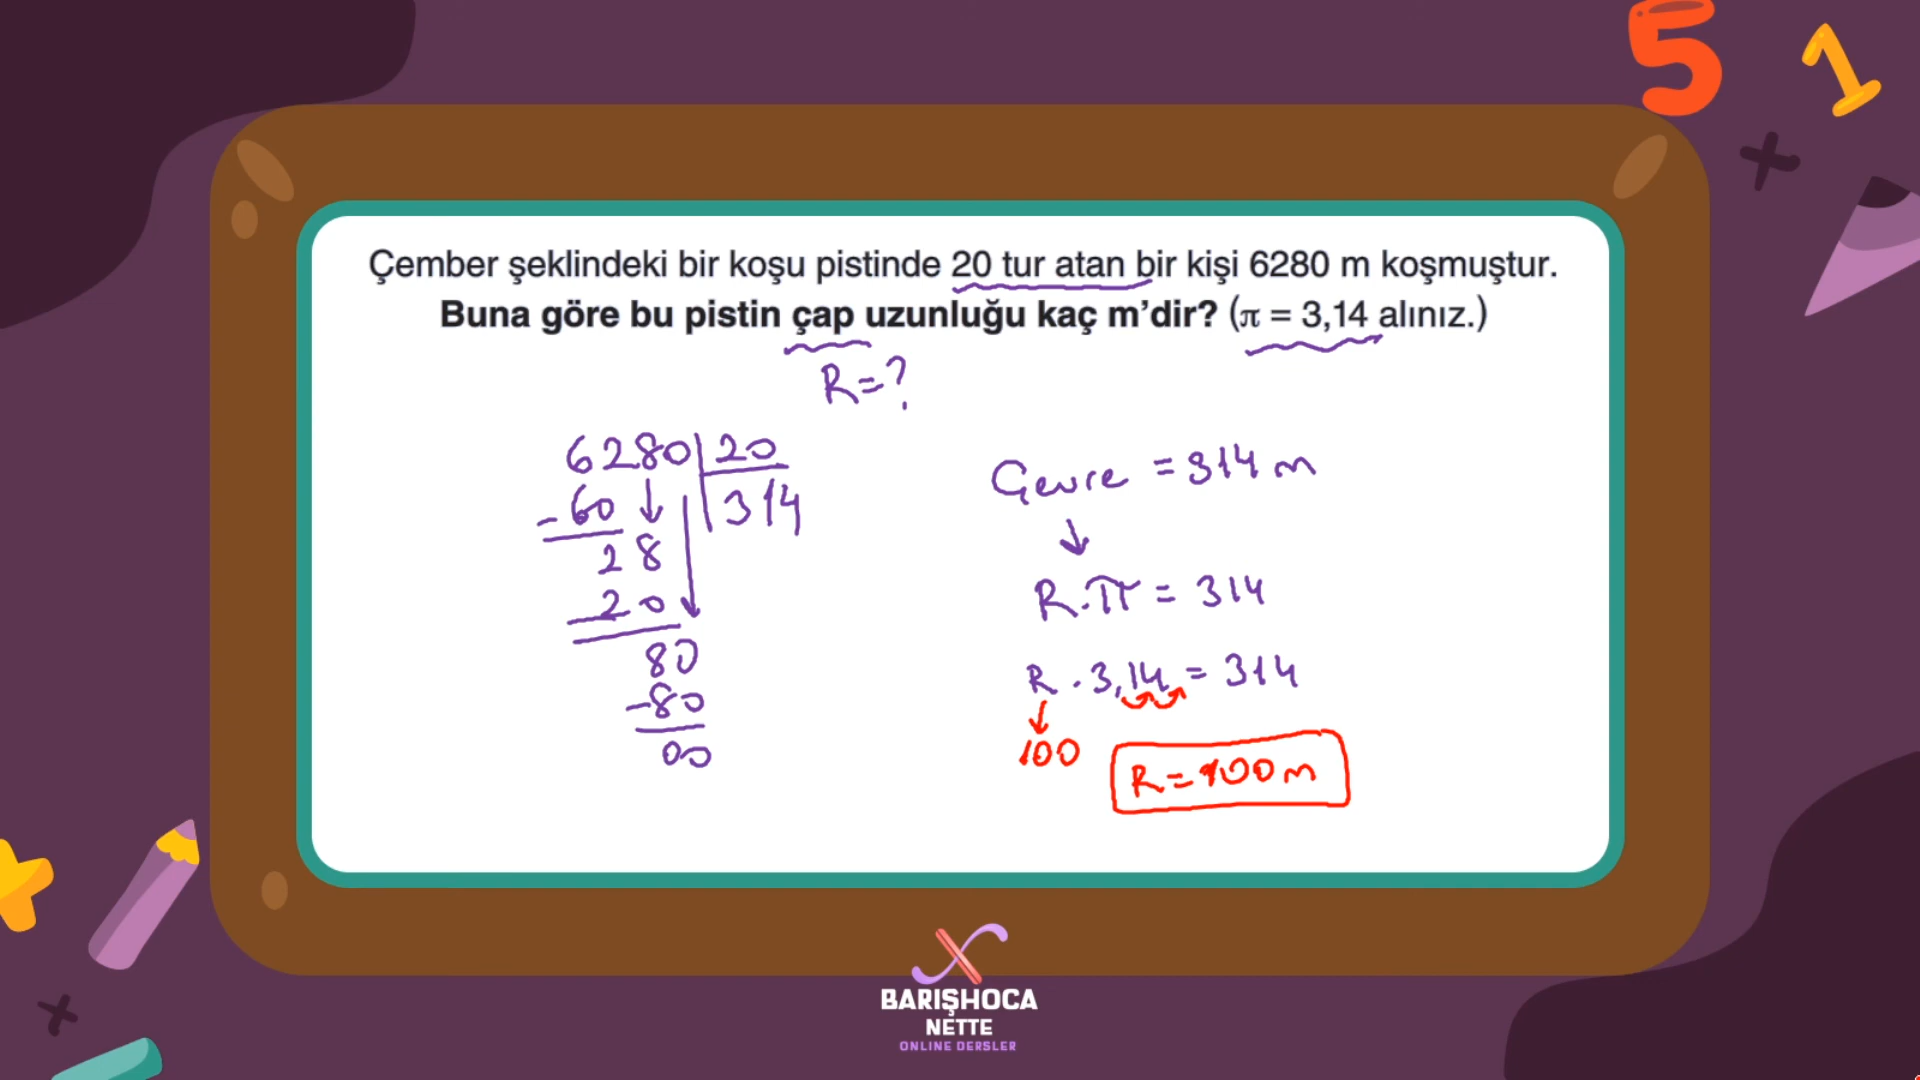 Çember şeklindeki bir koşu pistinde 20 tur atan bir kişi 6280 m koşmuştur.
Buna göre bu pistin çap uzunluğu kaç m’dir? (π = 3,14 alınız.)
R=?
6280 20
-60 314
28
20
80
-80
00
Çevre = 314 m
R.π = 314
R . 3,14 = 314
100
R=100m
5
1
BARIŞHOCA
NETTE
ONLINE DERSLER